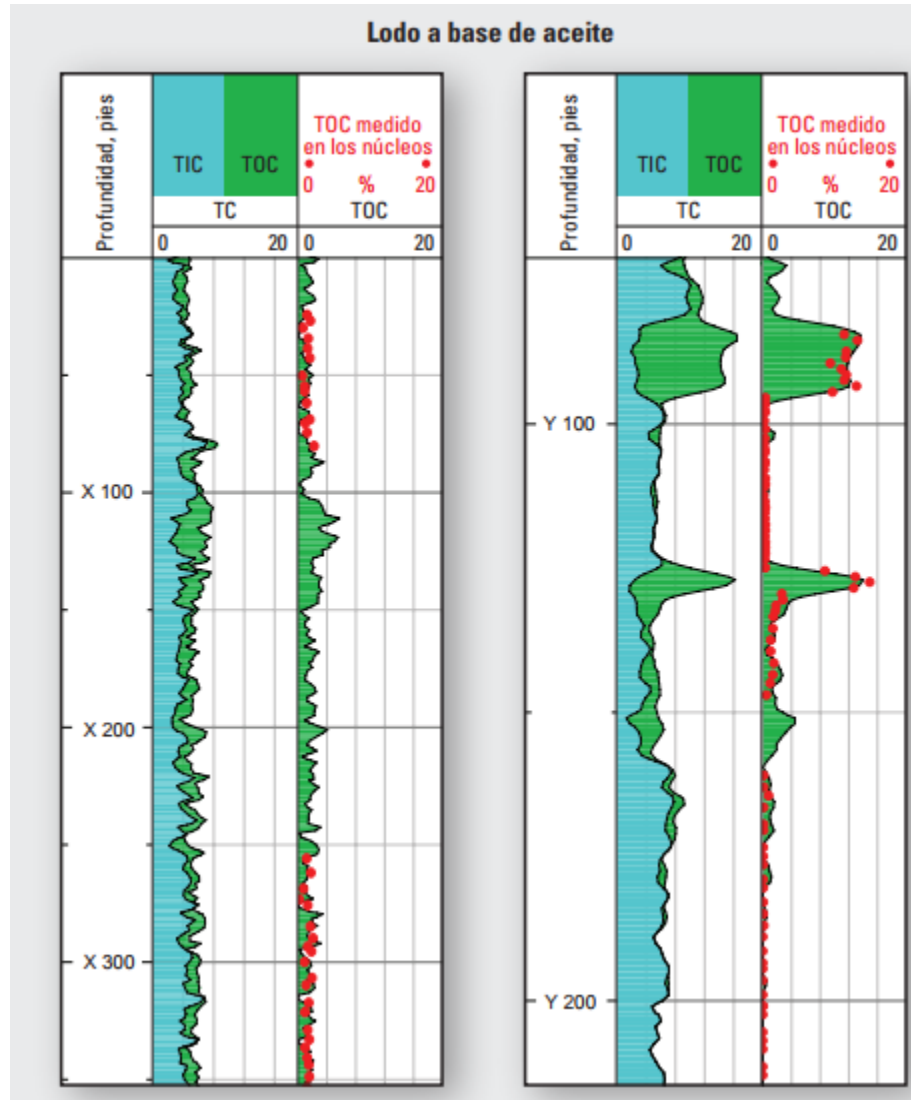 Lodo a base de aceite
Profundidad, pies
TIC
TOC
TC
0
20
TOC medido
en los núcleos
0
%
20
TOC
0
20
X 100
X 200
X 300
Profundidad, pies
TIC
TOC
TC
0
20
TOC medido
en los núcleos
0
%
20
TOC
0
20
Y 100
Y 200